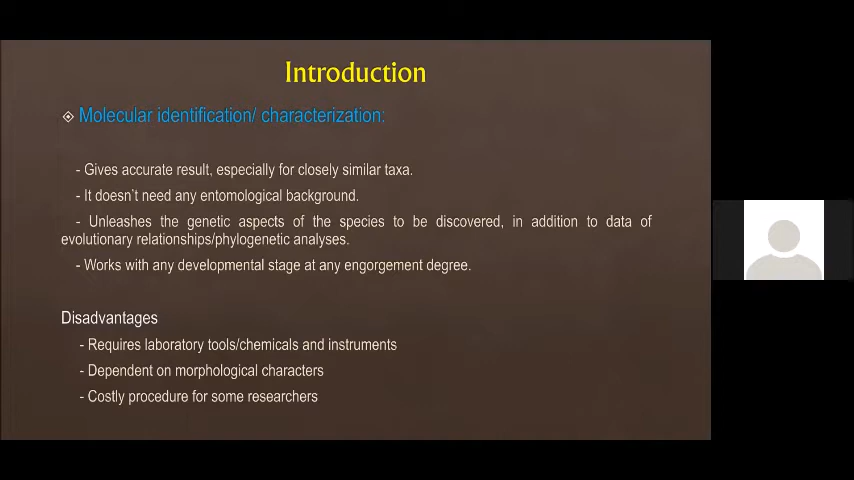 Introduction
Molecular identification/ characterization:
- Gives accurate result, especially for closely similar taxa.
- It doesn`t need any entomological background.
- Unleashes the genetic aspects of the species to be discovered, in addition to data of
evolutionary relationships/phylogenetic analyses.
- Works with any developmental stage at any engorgement degree.
Disadvantages
- Requires laboratory tools/chemicals and instruments
- Dependent on morphological characters
- Costly procedure for some researchers